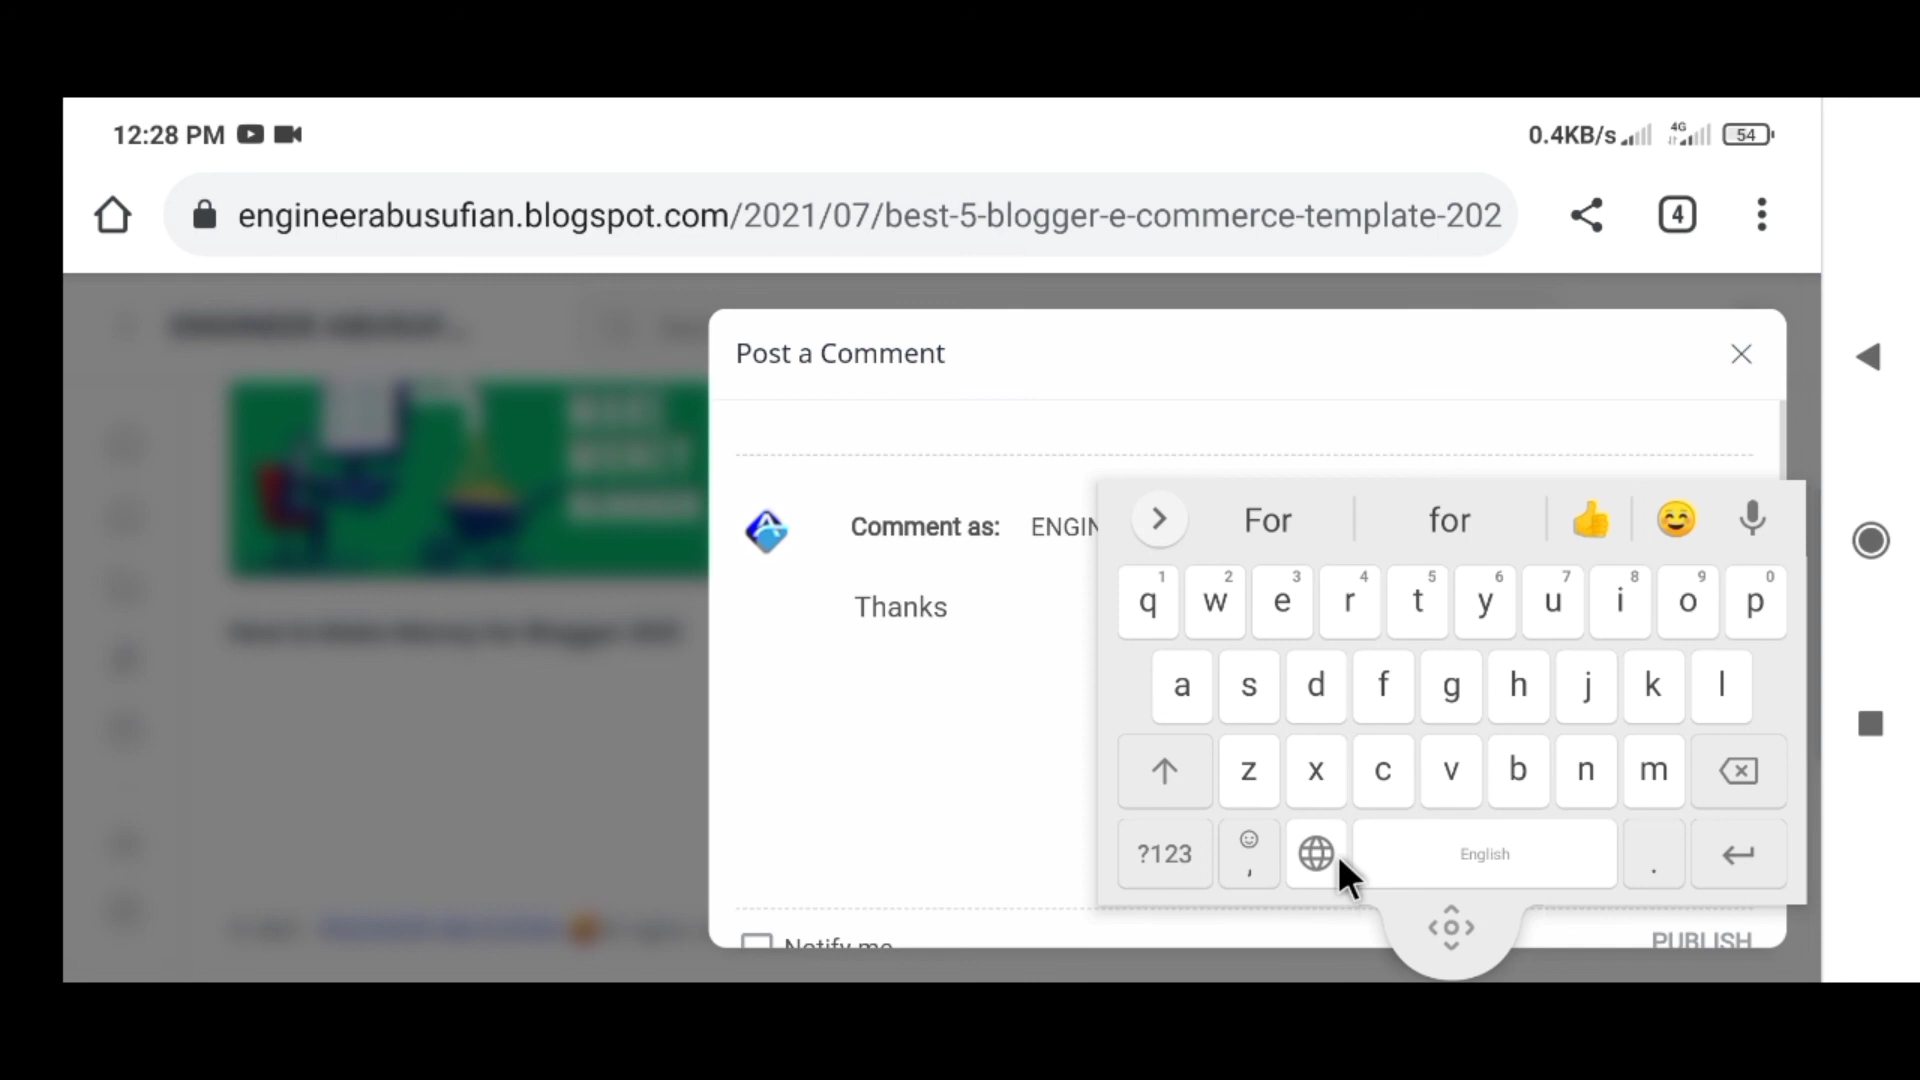 12:28 PM
0.4KB/s 4G 54
engineerabusufian.blogspot.com/2021/07/best-5-blogger-e-commerce-template-202
4
Post a Comment
Comment as: ENGIN
Thanks
For for
1 2 3 4 5 6 7 8 9 0
q w e r t y u i o p
a s d f g h j k l
z x c v b n m
?123 , English .
Notify me
PUBLISH